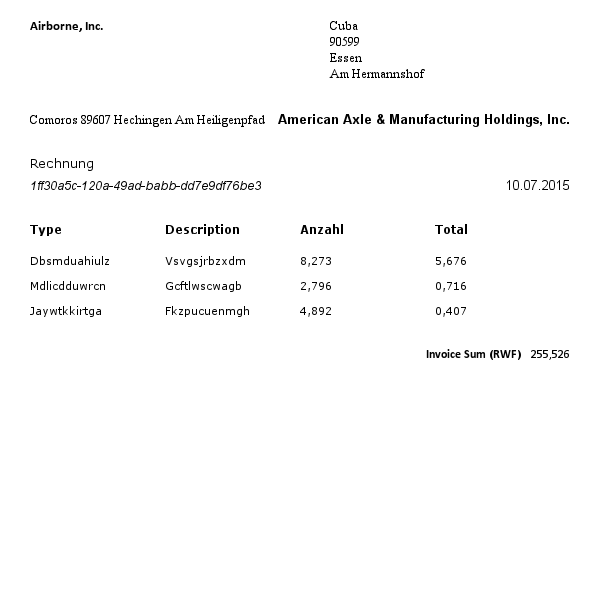 Airborne, Inc.
Cuba
90599
Essen
Am Hermannshof
Comoros 89607 Hechingen Am Heiligenpfad American Axle & Manufacturing Holdings, Inc.
Rechnung
1ff30a5c-120a-49ad-babb-dd7e9df76be3 10.07.2015
Type Description Anzahl Total
Dbsmduahiulz Vsvgsjrbzxdm 8,273 5,676
Mdlicdduwrcn Gcftlwscwagb 2,796 0,716
Jaywtkkirtga Fkzpucuenmgh 4,892 0,407
Invoice Sum (RWF) 255,526